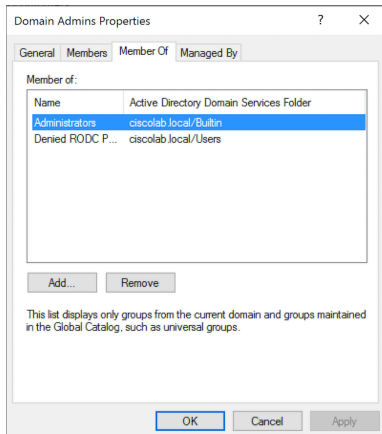 Domain Admins Properties ? ×
General Members Member Of Managed By
Member of:
Name Active Directory Domain Services Folder
Administrators ciscolab.local/Builtin
Denied RODC P... ciscolab.local/Users
Add... Remove
This list displays only groups from the current domain and groups maintained
in the Global Catalog, such as universal groups.
OK Cancel Apply